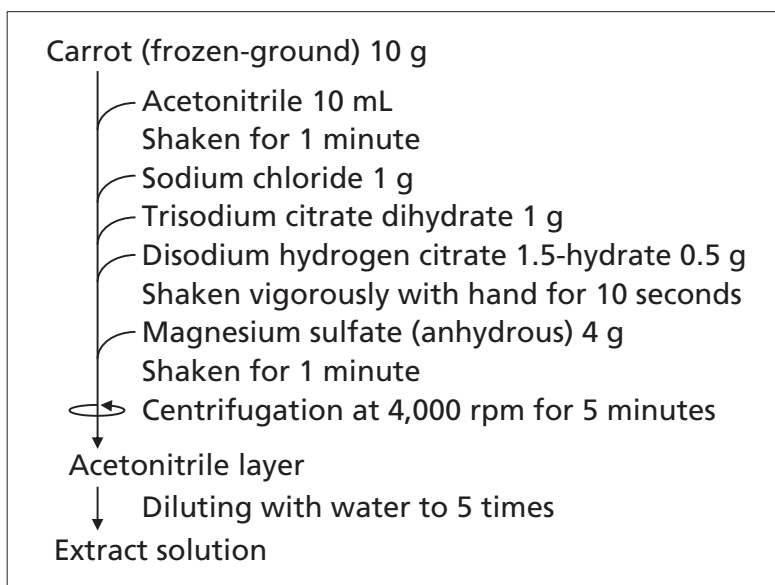 Carrot (frozen-ground) 10 g
Acetonitrile 10 mL
Shaken for 1 minute
Sodium chloride 1 g
Trisodium citrate dihydrate 1 g
Disodium hydrogen citrate 1.5-hydrate 0.5 g
Shaken vigorously with hand for 10 seconds
Magnesium sulfate (anhydrous) 4 g
Shaken for 1 minute
Centrifugation at 4,000 rpm for 5 minutes
Acetonitrile layer
Diluting with water to 5 times
Extract solution